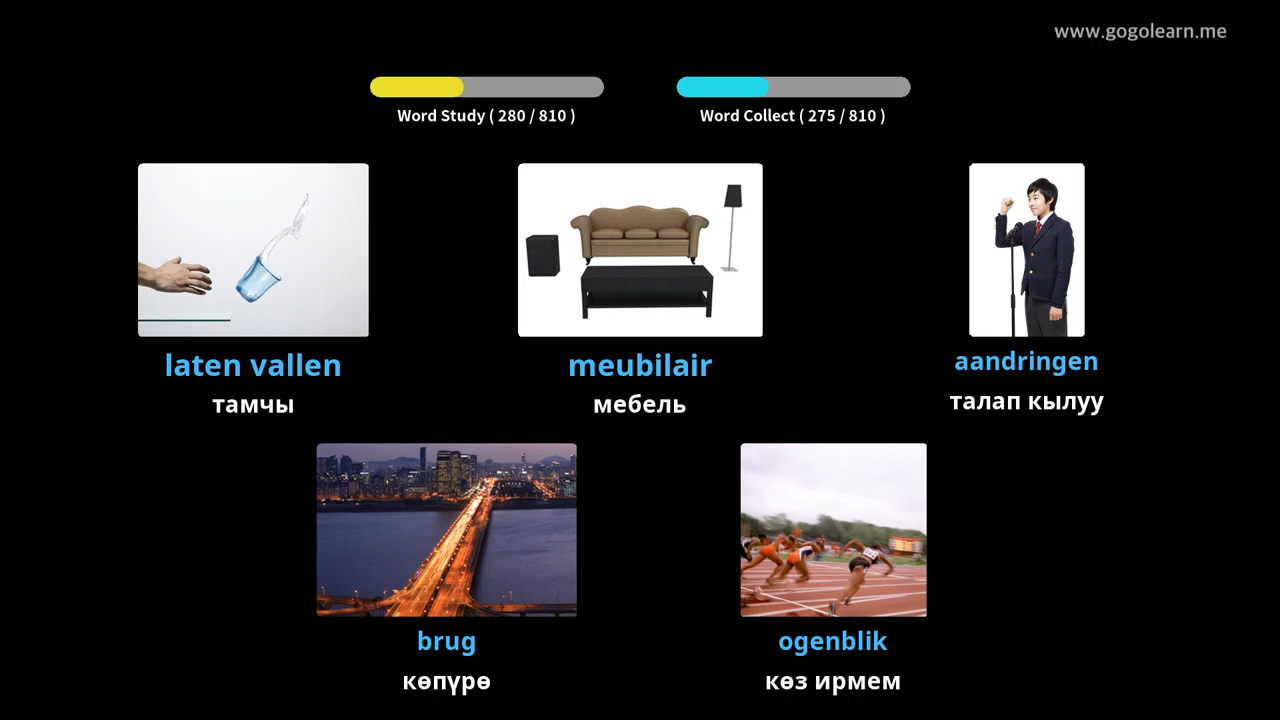 www.gogolearn.me
Word Study ( 280 / 810 )
Word Collect ( 275 / 810 )
laten vallen
тамчы
meubilair
мебель
aandringen
талап кылуу
brug
көпүрө
ogenblik
көз ирмем